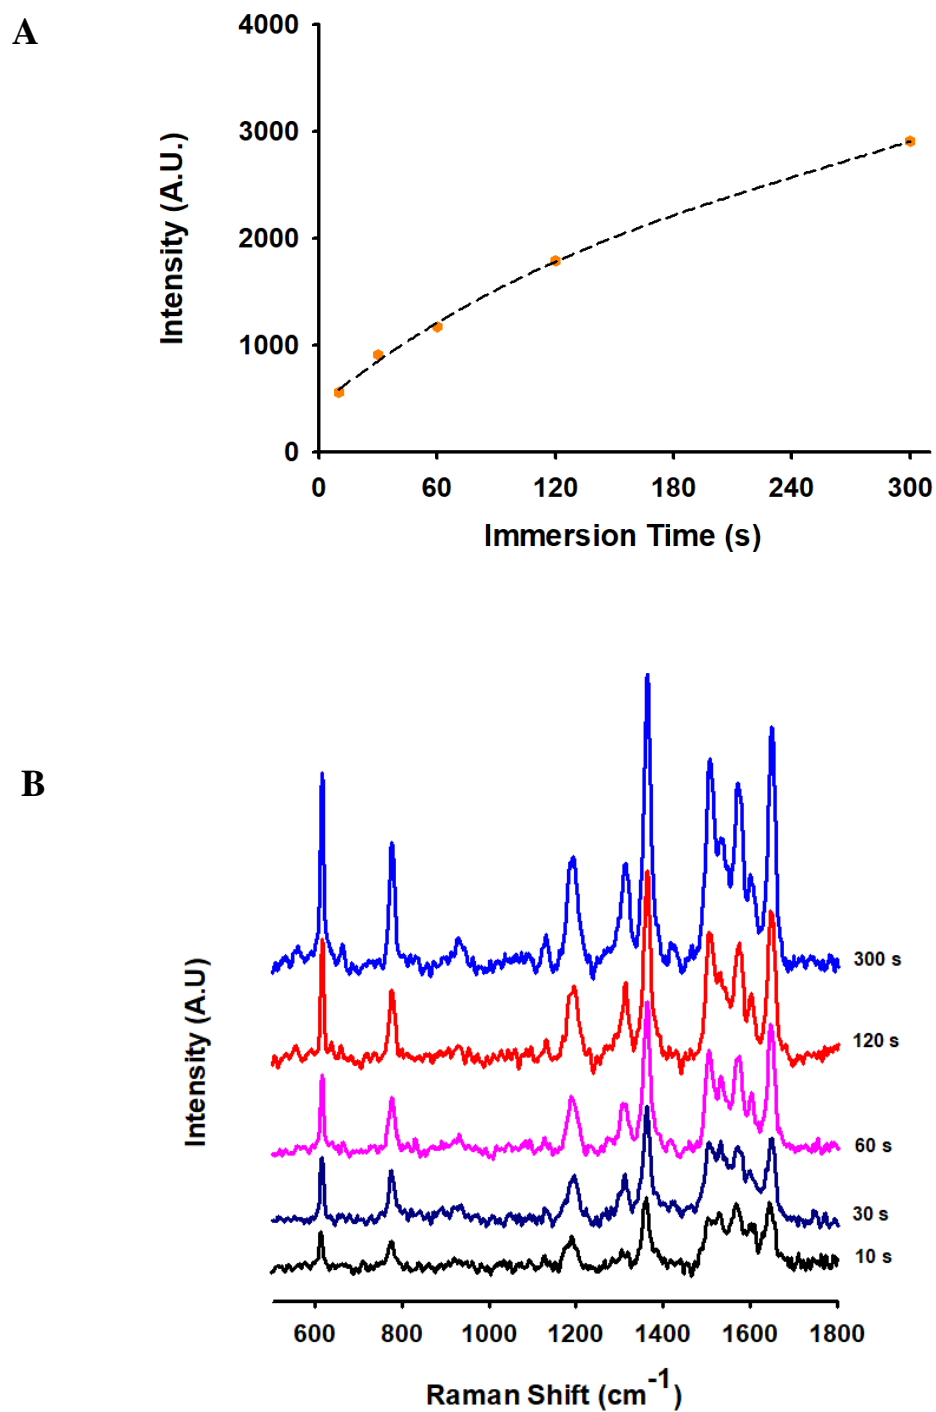 A
4000
3000
2000
1000
0
Intensity (A.U.)
0 60 120 180 240 300
Immersion Time (s)
B
Intensity (A.U)
300 s
120 s
60 s
30 s
10 s
600 800 1000 1200 1400 1600 1800
Raman Shift (cm-1)